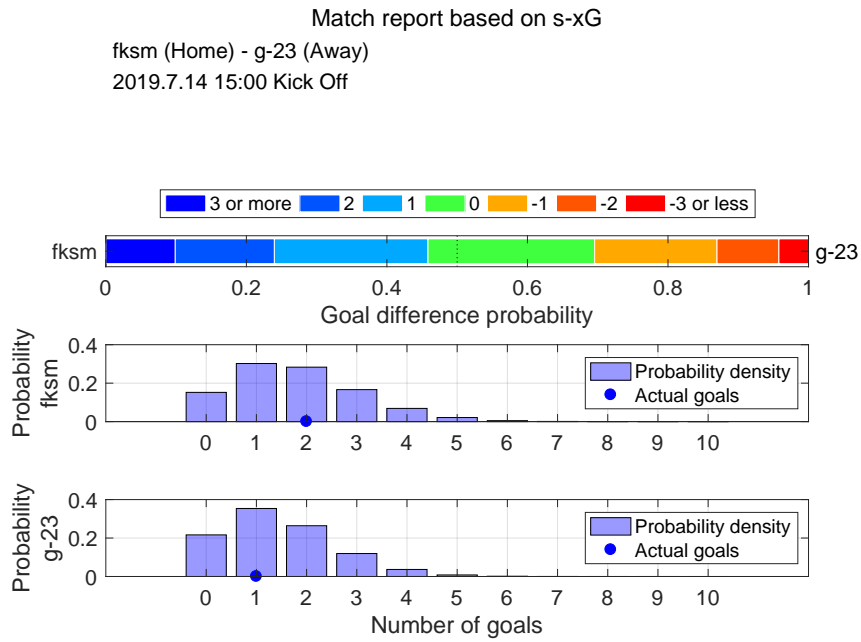 Match report based on s-xG
fksm (Home) - g-23 (Away)
2019.7.14 15:00 Kick Off
3 or more 2 1 0 -1 -2 -3 or less
fksm g-23
0 0.2 0.4 0.6 0.8 1
Goal difference probability
Probability
fksm
0.4
0.2
0
Probability density
Actual goals
0 1 2 3 4 5 6 7 8 9 10
Probability
g-23
0.4
0.2
0
Probability density
Actual goals
0 1 2 3 4 5 6 7 8 9 10
Number of goals